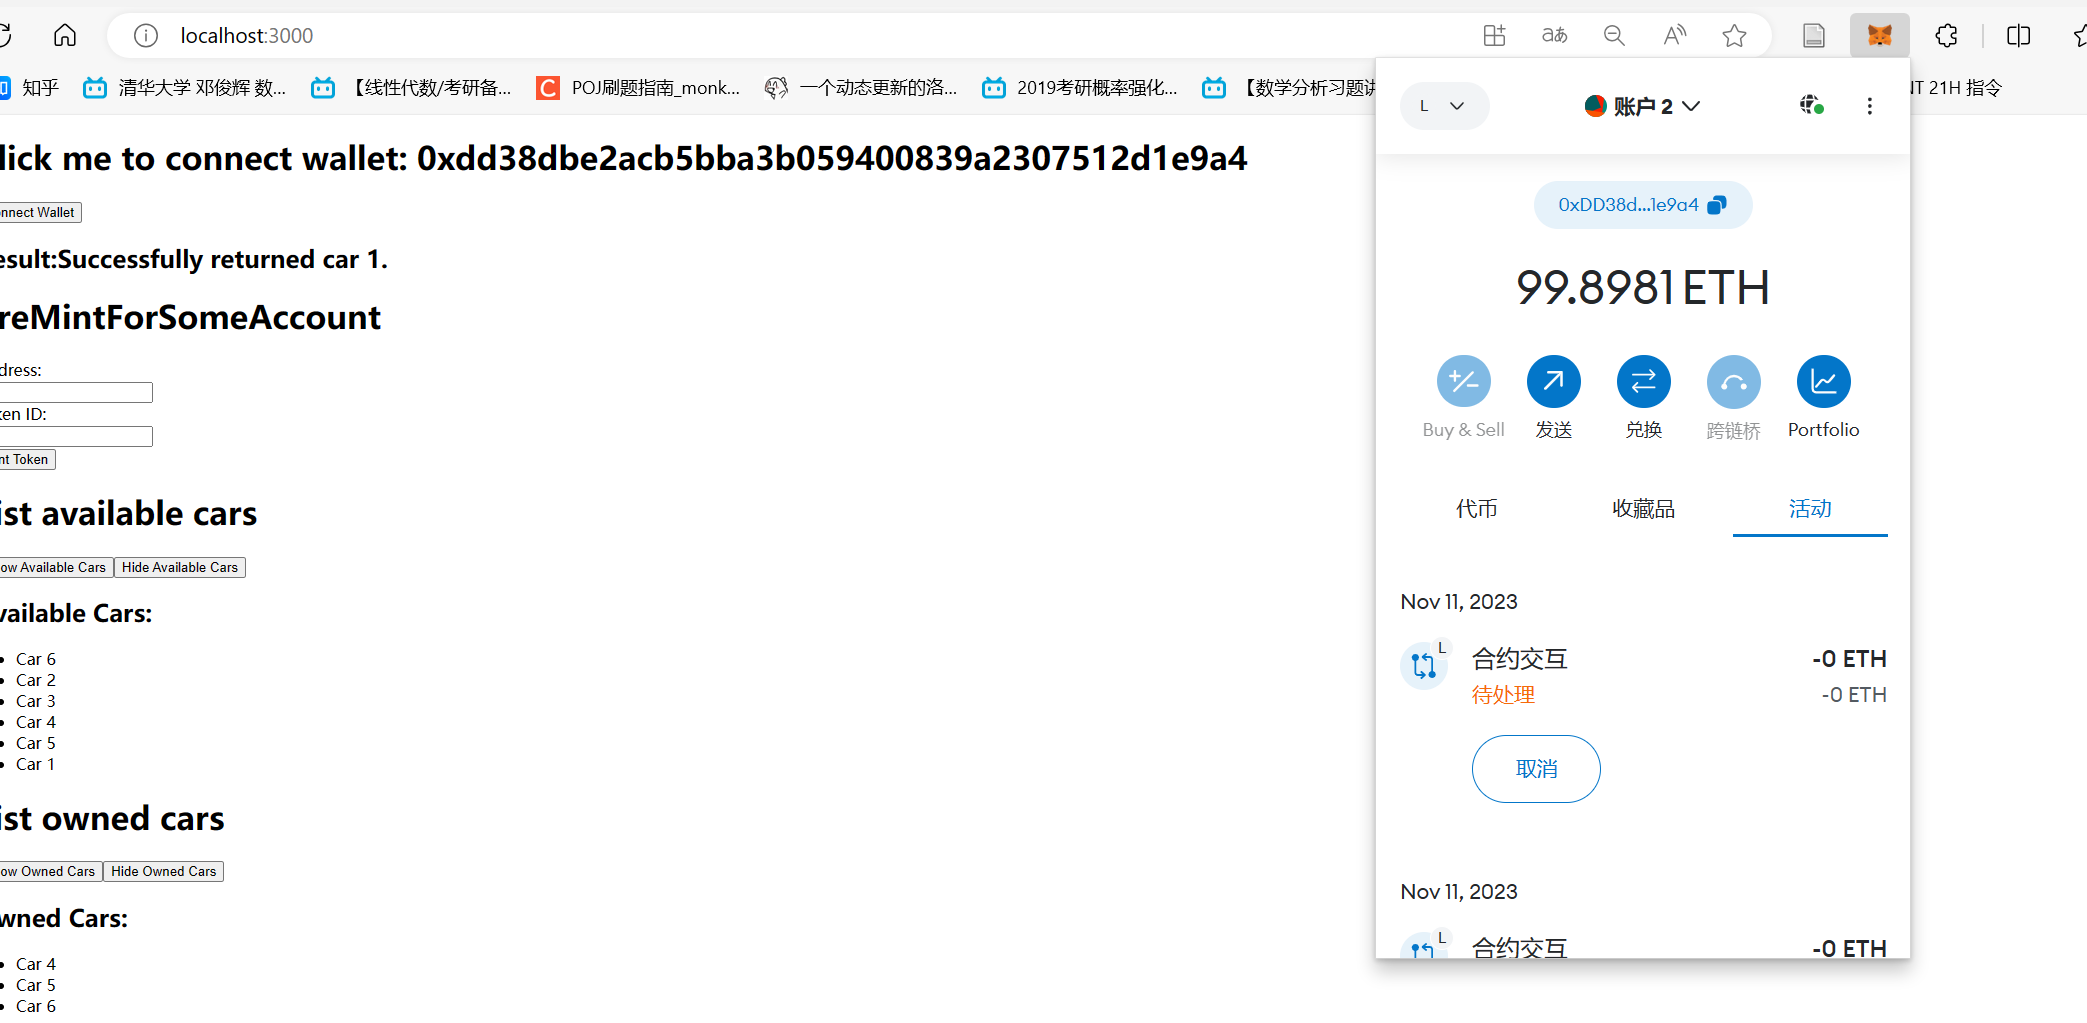 localhost:3000
知乎
清华大学 邓俊辉 数...
【线性代数/考研备...
POJ刷题指南_monk...
一个动态更新的洛...
2019考研概率强化...
【数学分析习题讲
NT 21H 指令
lick me to connect wallet: 0xdd38dbe2acb5bba3b059400839a2307512d1e9a4
nnect Wallet
esult:Successfully returned car 1.
reMintForSomeAccount
dress:
ken ID:
nt Token
ist available cars
ow Available Cars
Hide Available Cars
vailable Cars:
Car 6
Car 2
Car 3
Car 4
Car 5
Car 1
ist owned cars
ow Owned Cars
Hide Owned Cars
wned Cars:
Car 4
Car 5
Car 6
L
账户 2
0xDD38d...1e9a4
99.8981 ETH
Buy & Sell
发送
兑换
跨链桥
Portfolio
代币
收藏品
活动
Nov 11, 2023
L
合约交互
-0 ETH
待处理
-0 ETH
取消
Nov 11, 2023
L
合约交互
-0 ETH